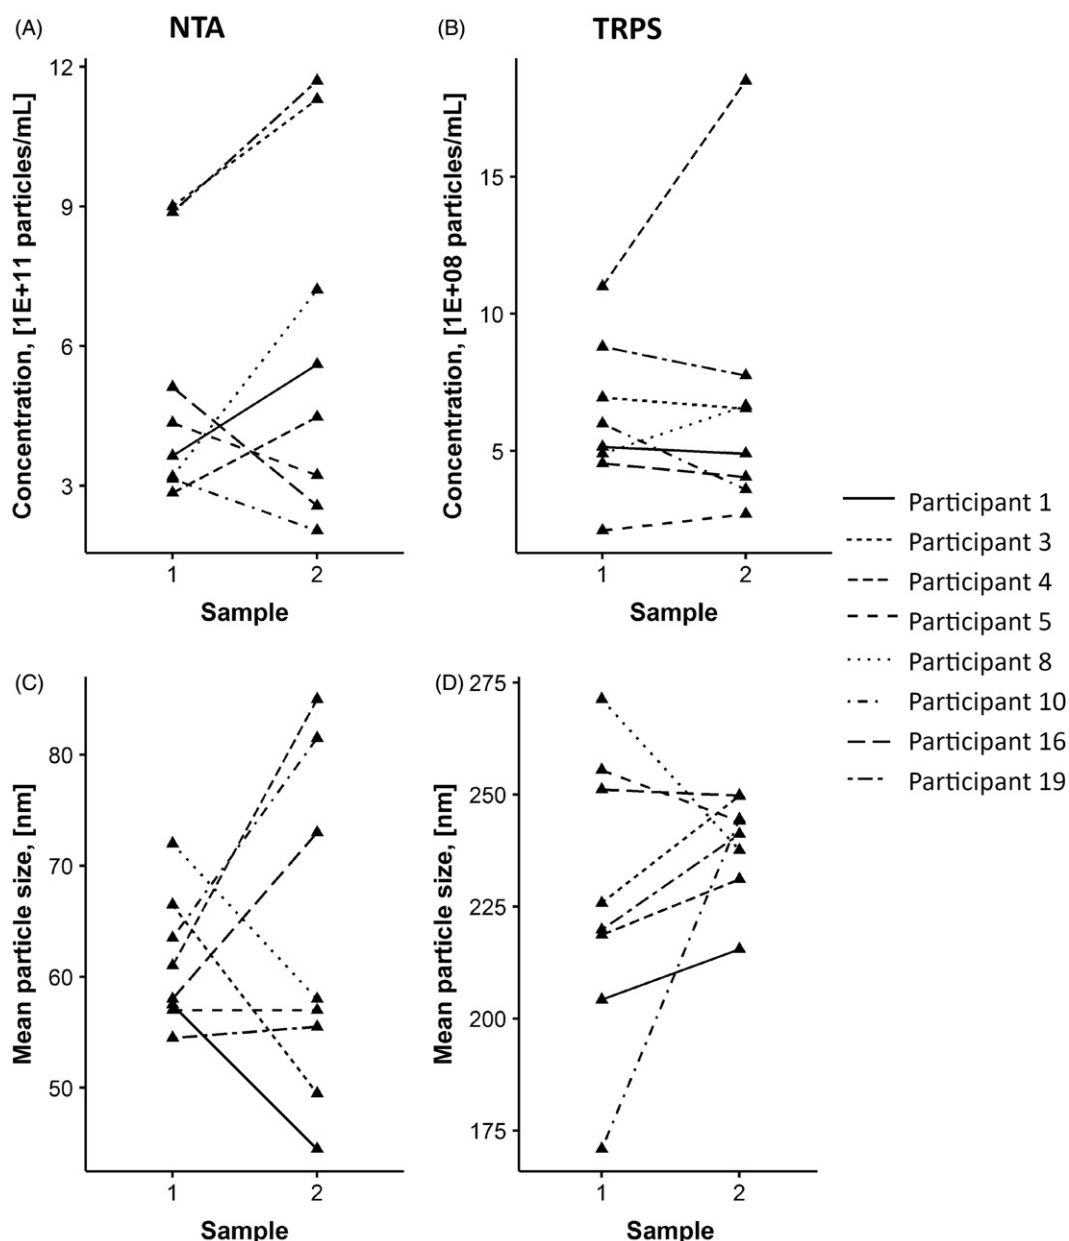 (A) NTA
Concentration, [1E+11 particles/mL]
12
9
6
3
1 2
Sample
(B) TRPS
Concentration, [1E+08 particles/mL]
15
10
5
1 2
Sample
Participant 1
Participant 3
Participant 4
Participant 5
Participant 8
Participant 10
Participant 16
Participant 19
(C)
Mean particle size, [nm]
80
70
60
50
1 2
Sample
(D)
Mean particle size, [nm]
275
250
225
200
175
1 2
Sample